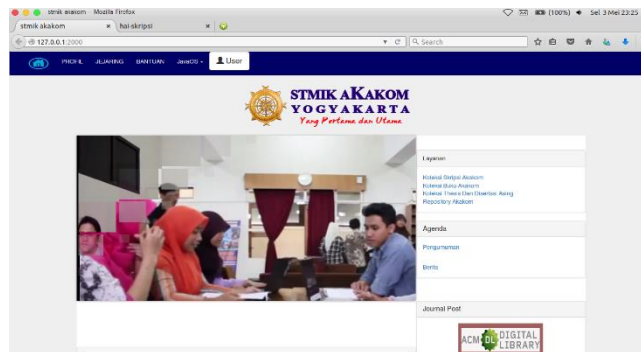 stmik akakom - Mozilla Firefox
(100%)
Sel 3 Mei 23:25
stmik akakom
hal-skripsi
127.0.0.1:2000
Search
PROFIL
JEJARING
BANTUAN
JavaOS
User
STMIK AKAKOM
YOGYAKARTA
Yang Pertama dan Utama
Layanan
Koleksi Skripsi Akakom
Koleksi Buku Akakom
Koleksi Thesis Dan Disertasi Asing
Repository Akakom
Agenda
Pengumuman
Berita
Journal Post
ACM DL DIGITAL
LIBRARY